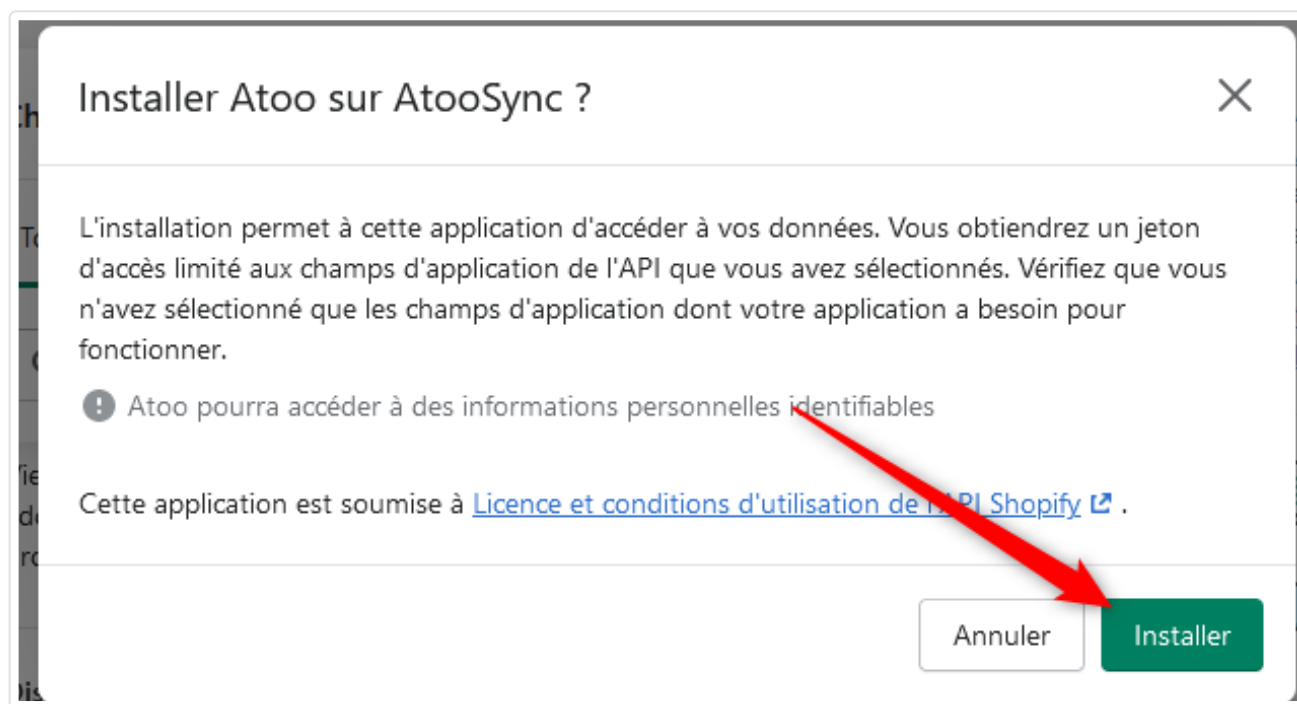 Installer Atoo sur AtooSync ?
L'installation permet à cette application d'accéder à vos données. Vous obtiendrez un jeton
d'accès limité aux champs d'application de l'API que vous avez sélectionnés. Vérifiez que vous
n'avez sélectionné que les champs d'application dont votre application a besoin pour
fonctionner.
Atoo pourra accéder à des informations personnelles identifiables
Cette application est soumise à Licence et conditions d'utilisation de l'API Shopify .
Annuler Installer